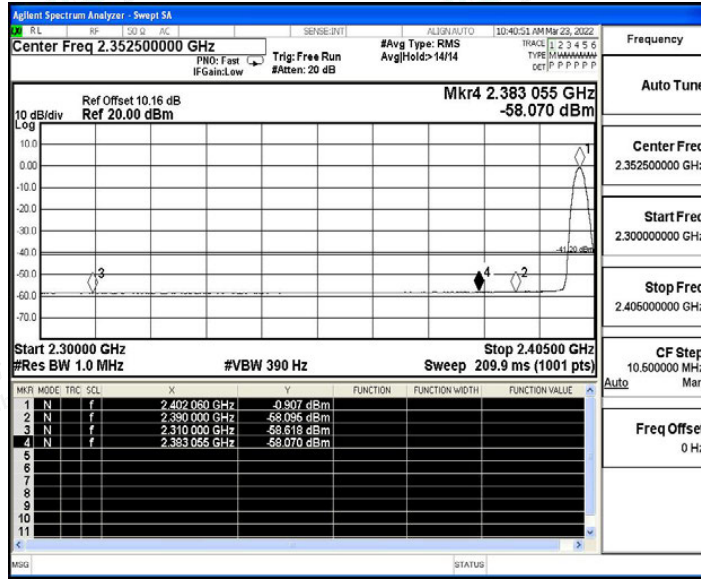 Agilent Spectrum Analyzer - Swept SA
RL RF 50 Ω AC SENSE:INT ALIGNAUTO 10:40:51 AM Mar 23, 2022
Center Freq 2.352500000 GHz
PNO: Fast
IFGain:Low
Trig: Free Run
#Atten: 20 dB
#Avg Type: RMS
Avg|Hold:> 14/14
TRACE 1 2 3 4 5 6
TYPE
DET P P P P P P
Mkr4 2.383 055 GHz
-58.070 dBm
Ref Offset 10.16 dB
10 dB/div Ref 20.00 dBm
Log
10.0
0.00
-10.0
-20.0
-30.0
-40.0
-50.0
-60.0
-70.0
1
-41.20 dBm
3
4
2
Start 2.30000 GHz Stop 2.40500 GHz
#Res BW 1.0 MHz #VBW 390 Hz Sweep 209.9 ms (1001 pts)
MKR MODE TRC SCL X Y FUNCTION FUNCTION WIDTH FUNCTION VALUE
1 N f 2.402 060 GHz -0.907 dBm
2 N f 2.390 000 GHz -58.095 dBm
3 N f 2.310 000 GHz -58.618 dBm
4 N f 2.383 055 GHz -58.070 dBm
5
6
7
8
9
10
11
MSG STATUS
Frequency
Auto Tune
Center Freq
2.352500000 GHz
Start Freq
2.300000000 GHz
Stop Freq
2.405000000 GHz
CF Step
10.500000 MHz
Auto Man
Freq Offset
0 Hz